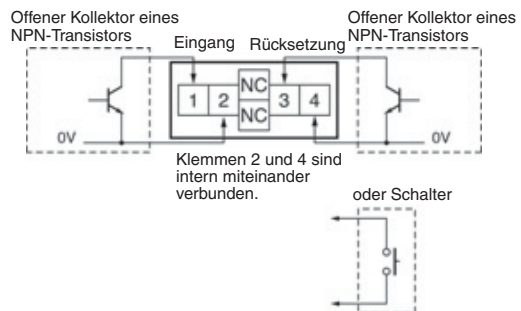 Offener Kollektor eines
NPN-Transistors
Eingang
Rücksetzung
Offener Kollektor eines
NPN-Transistors
NC
1
2
3
4
NC
0V
0V
Klemmen 2 und 4 sind
intern miteinander
verbunden.
oder Schalter